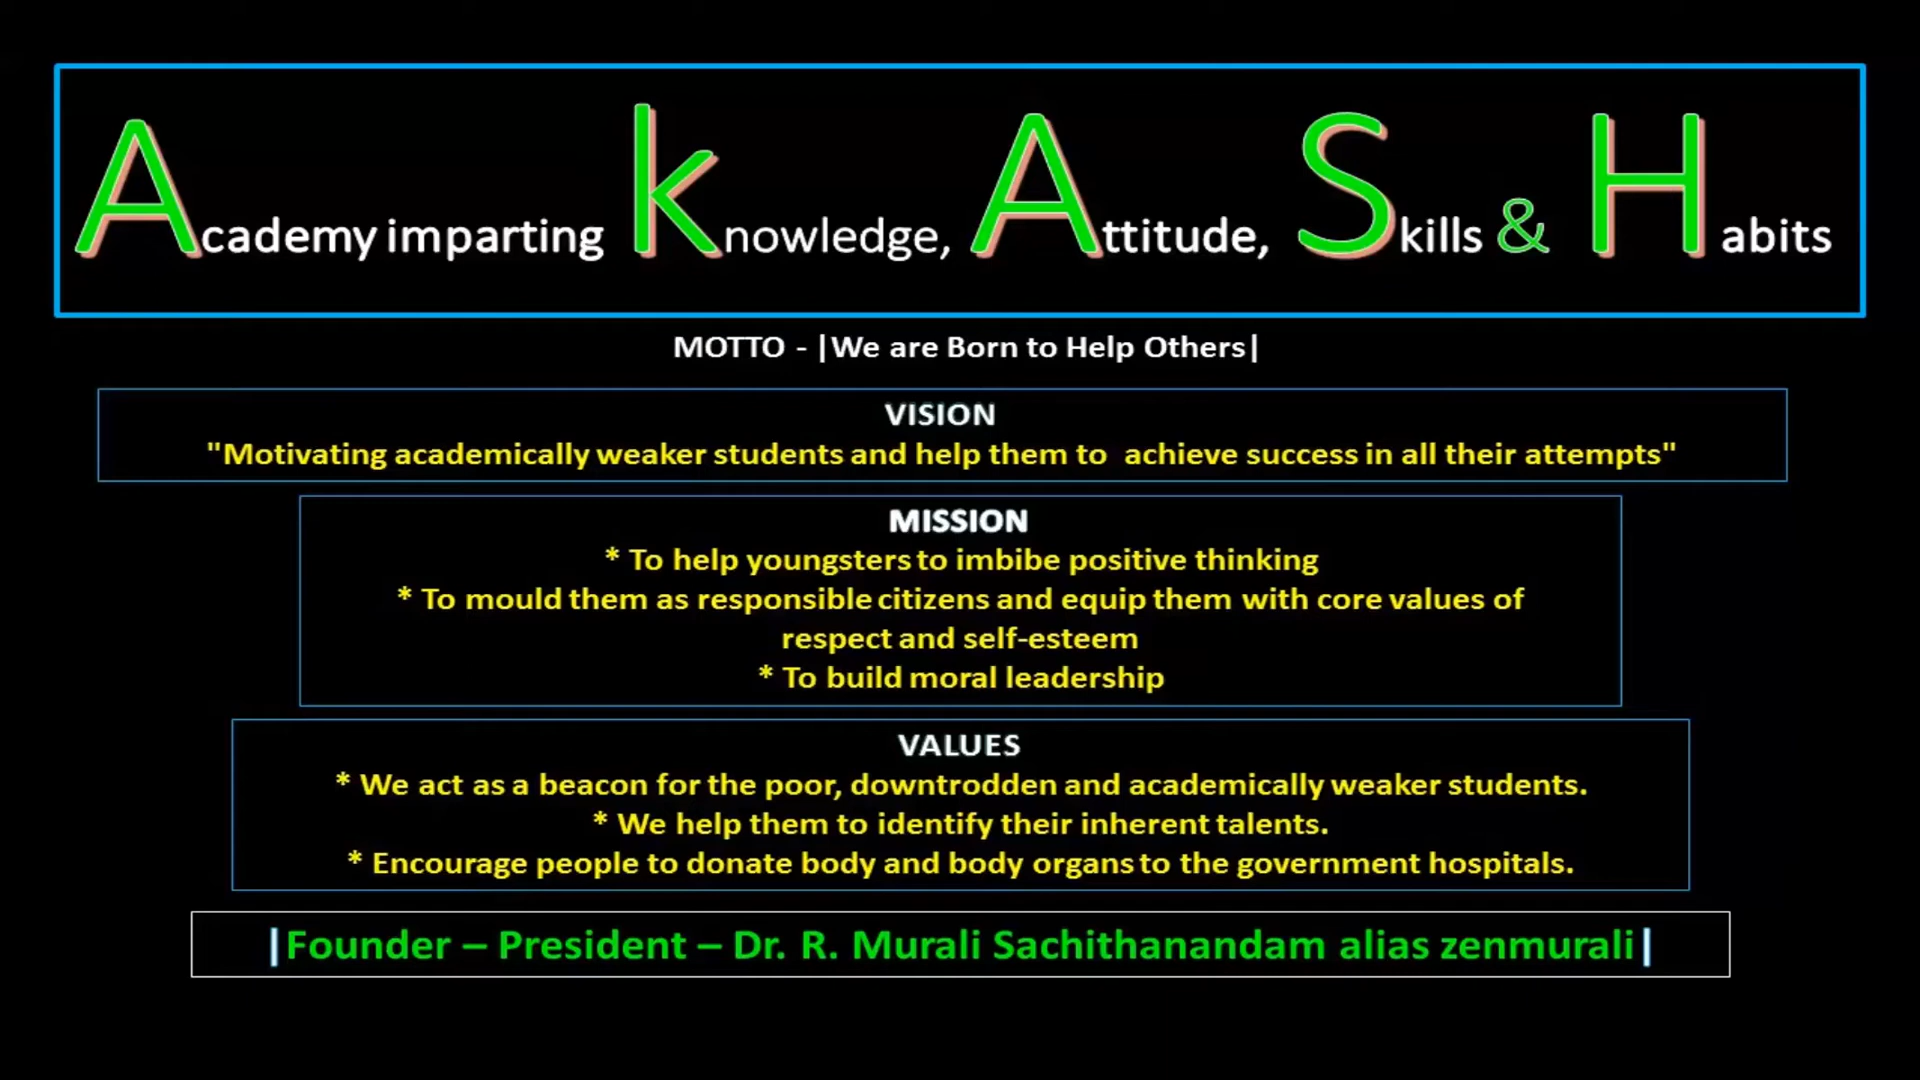 Academy imparting knowledge, Attitude, Skills & Habits
MOTTO - |We are Born to Help Others|
VISION
"Motivating academically weaker students and help them to achieve success in all their attempts"
MISSION
* To help youngsters to imbibe positive thinking
* To mould them as responsible citizens and equip them with core values of
respect and self-esteem
* To build moral leadership
VALUES
* We act as a beacon for the poor, downtrodden and academically weaker students.
* We help them to identify their inherent talents.
* Encourage people to donate body and body organs to the government hospitals.
|Founder – President – Dr. R. Murali Sachithanandam alias zenmurali|